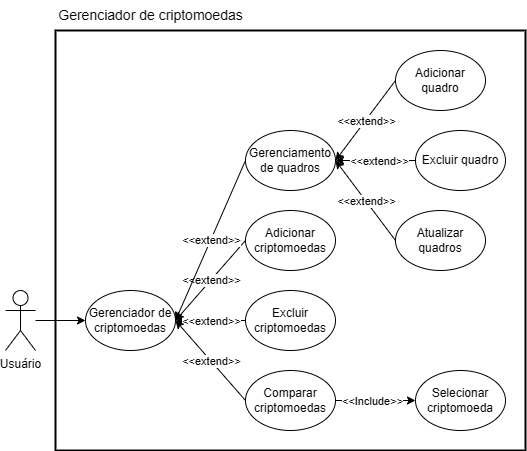 Gerenciador de criptomoedas
Adicionar
quadro
<<extend>>
Gerenciamento
de quadros
<<extend>>
Excluir quadro
<<extend>>
Adicionar
criptomoedas
<<extend>>
Atualizar
quadros
<<extend>>
Gerenciador de
criptomoedas
<<extend>>
Excluir
criptomoedas
Usuário
<<extend>>
Comparar
criptomoedas
<<Include>>
Selecionar
criptomoeda
<<extend>>